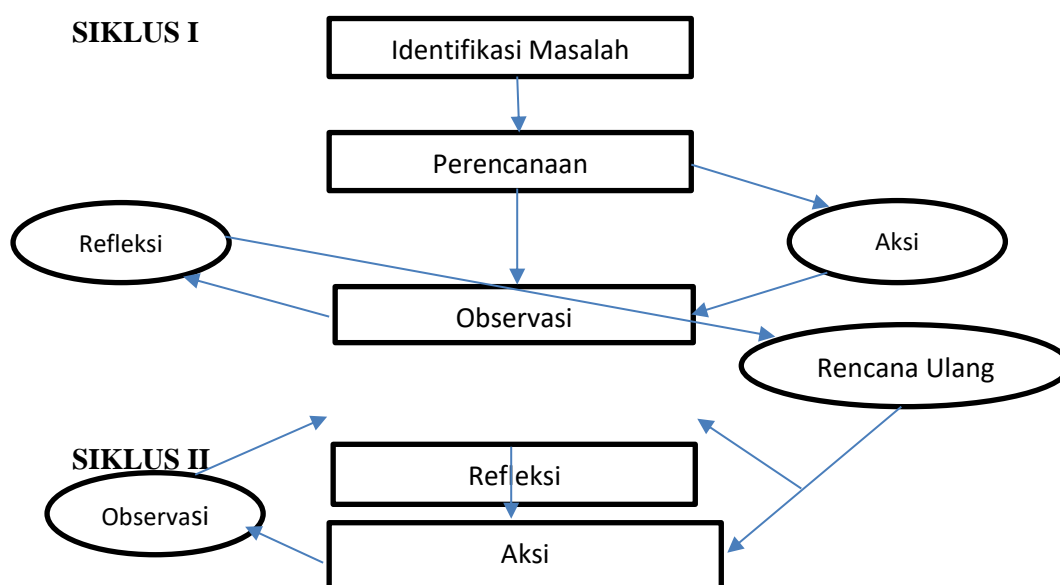 SIKLUS I
Identifikasi Masalah
Perencanaan
Refleksi
Aksi
Observasi
Rencana Ulang
SIKLUS II
Refleksi
Observasi
Aksi